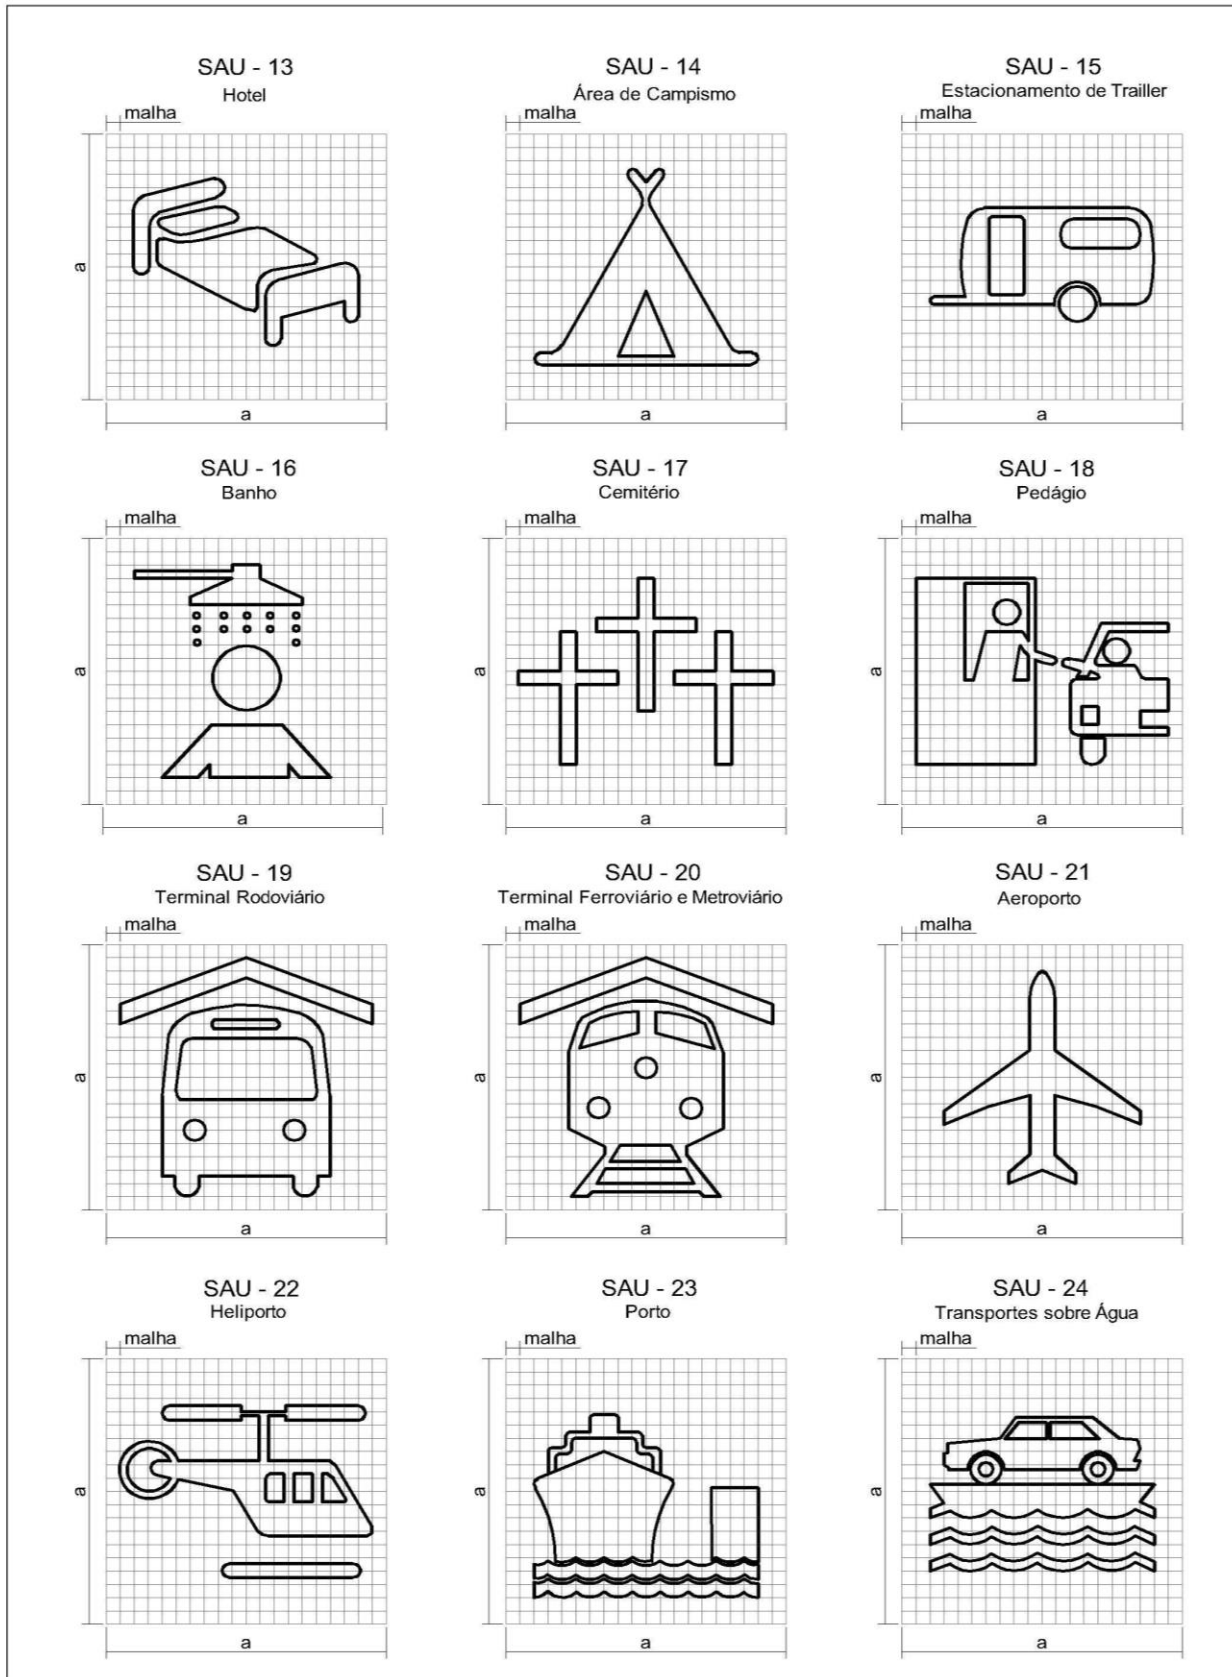 SAU - 13
Hotel
malha
a
a
SAU - 14
Área de Campismo
malha
a
SAU - 15
Estacionamento de Trailler
malha
a
SAU - 16
Banho
malha
a
a
SAU - 17
Cemitério
malha
a
a
SAU - 18
Pedágio
malha
a
a
SAU - 19
Terminal Rodoviário
malha
a
a
SAU - 20
Terminal Ferroviário e Metroviário
malha
a
a
SAU - 21
Aeroporto
malha
a
a
SAU - 22
Heliporto
malha
a
a
SAU - 23
Porto
malha
a
a
SAU - 24
Transportes sobre Água
malha
a
a